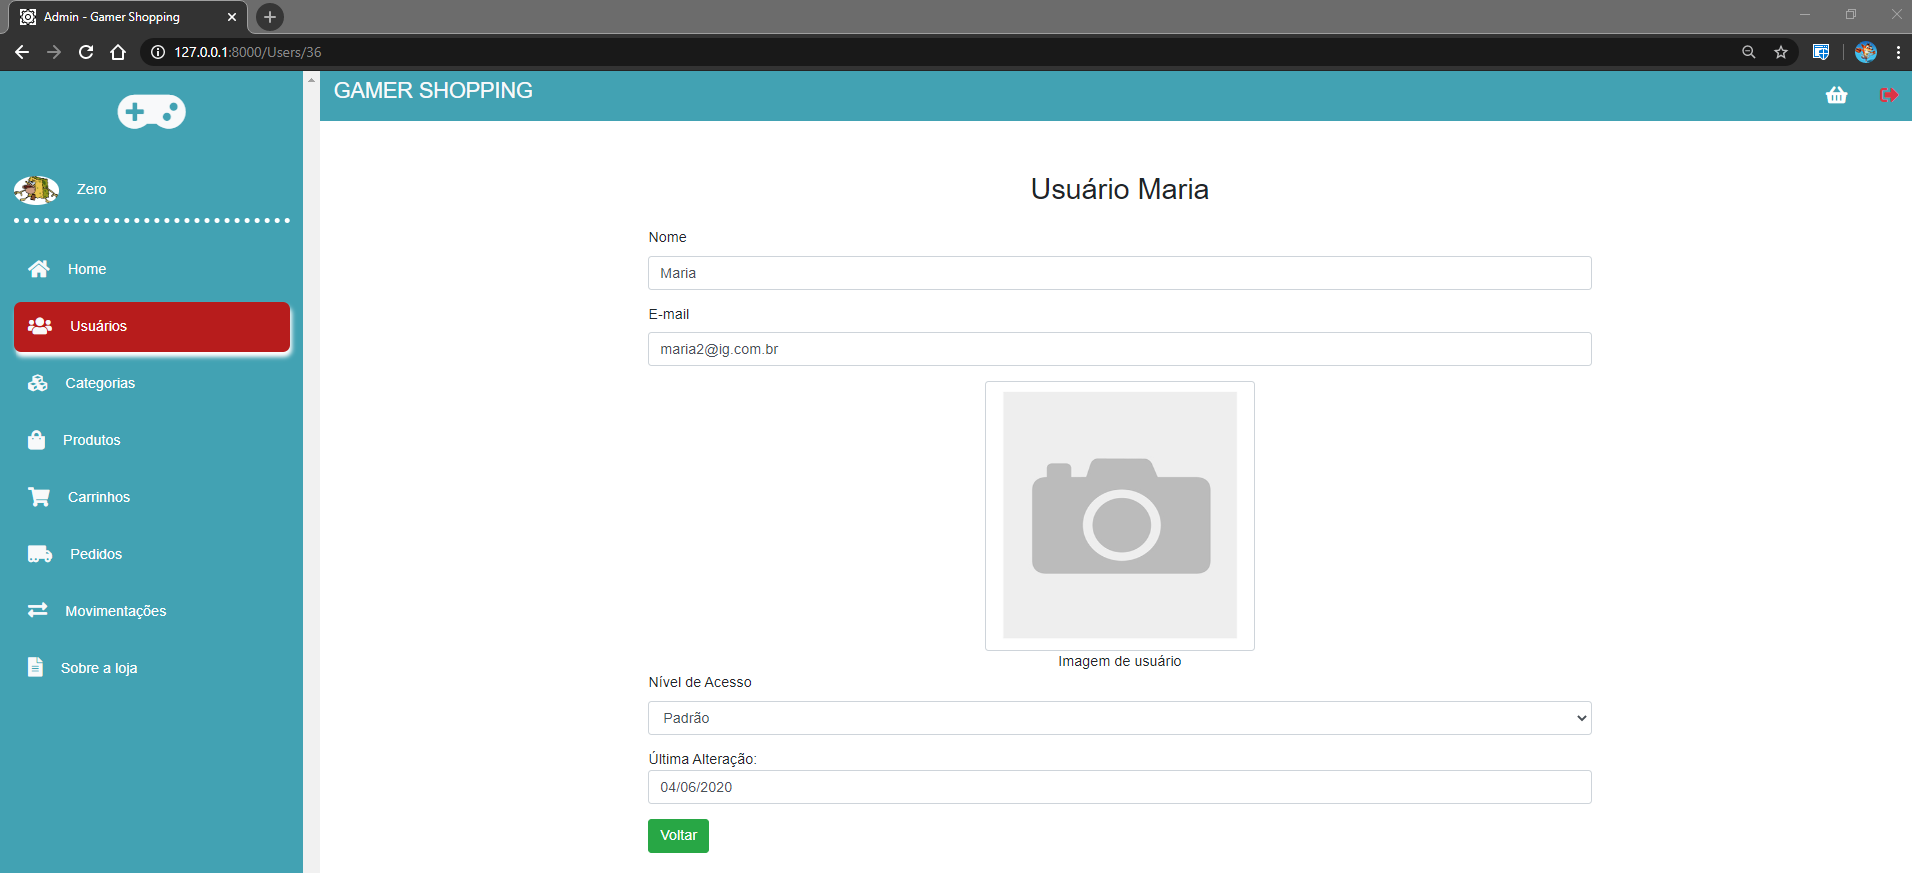 Admin - Gamer Shopping
127.0.0.1:8000/Users/36
GAMER SHOPPING
Zero
Home
Usuários
Categorias
Produtos
Carrinhos
Pedidos
Movimentações
Sobre a loja
Usuário Maria
Nome
Maria
E-mail
maria2@ig.com.br
Imagem de usuário
Nível de Acesso
Padrão
Última Alteração:
04/06/2020
Voltar